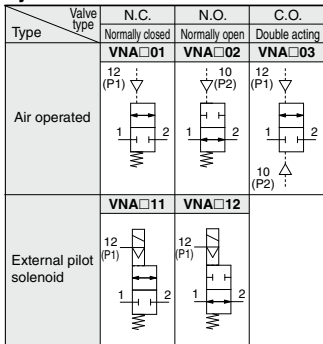 Valve type
N.C.
N.O.
C.O.
Type
Normally closed
Normally open
Double acting
VNA□01
VNA□02
VNA□03
Air operated
12
(P1)
1
2
10
(P2)
1
2
12
(P1)
1
2
10
(P2)
VNA□11
VNA□12
External pilot
solenoid
12
(P1)
1
2
12
(P1)
1
2